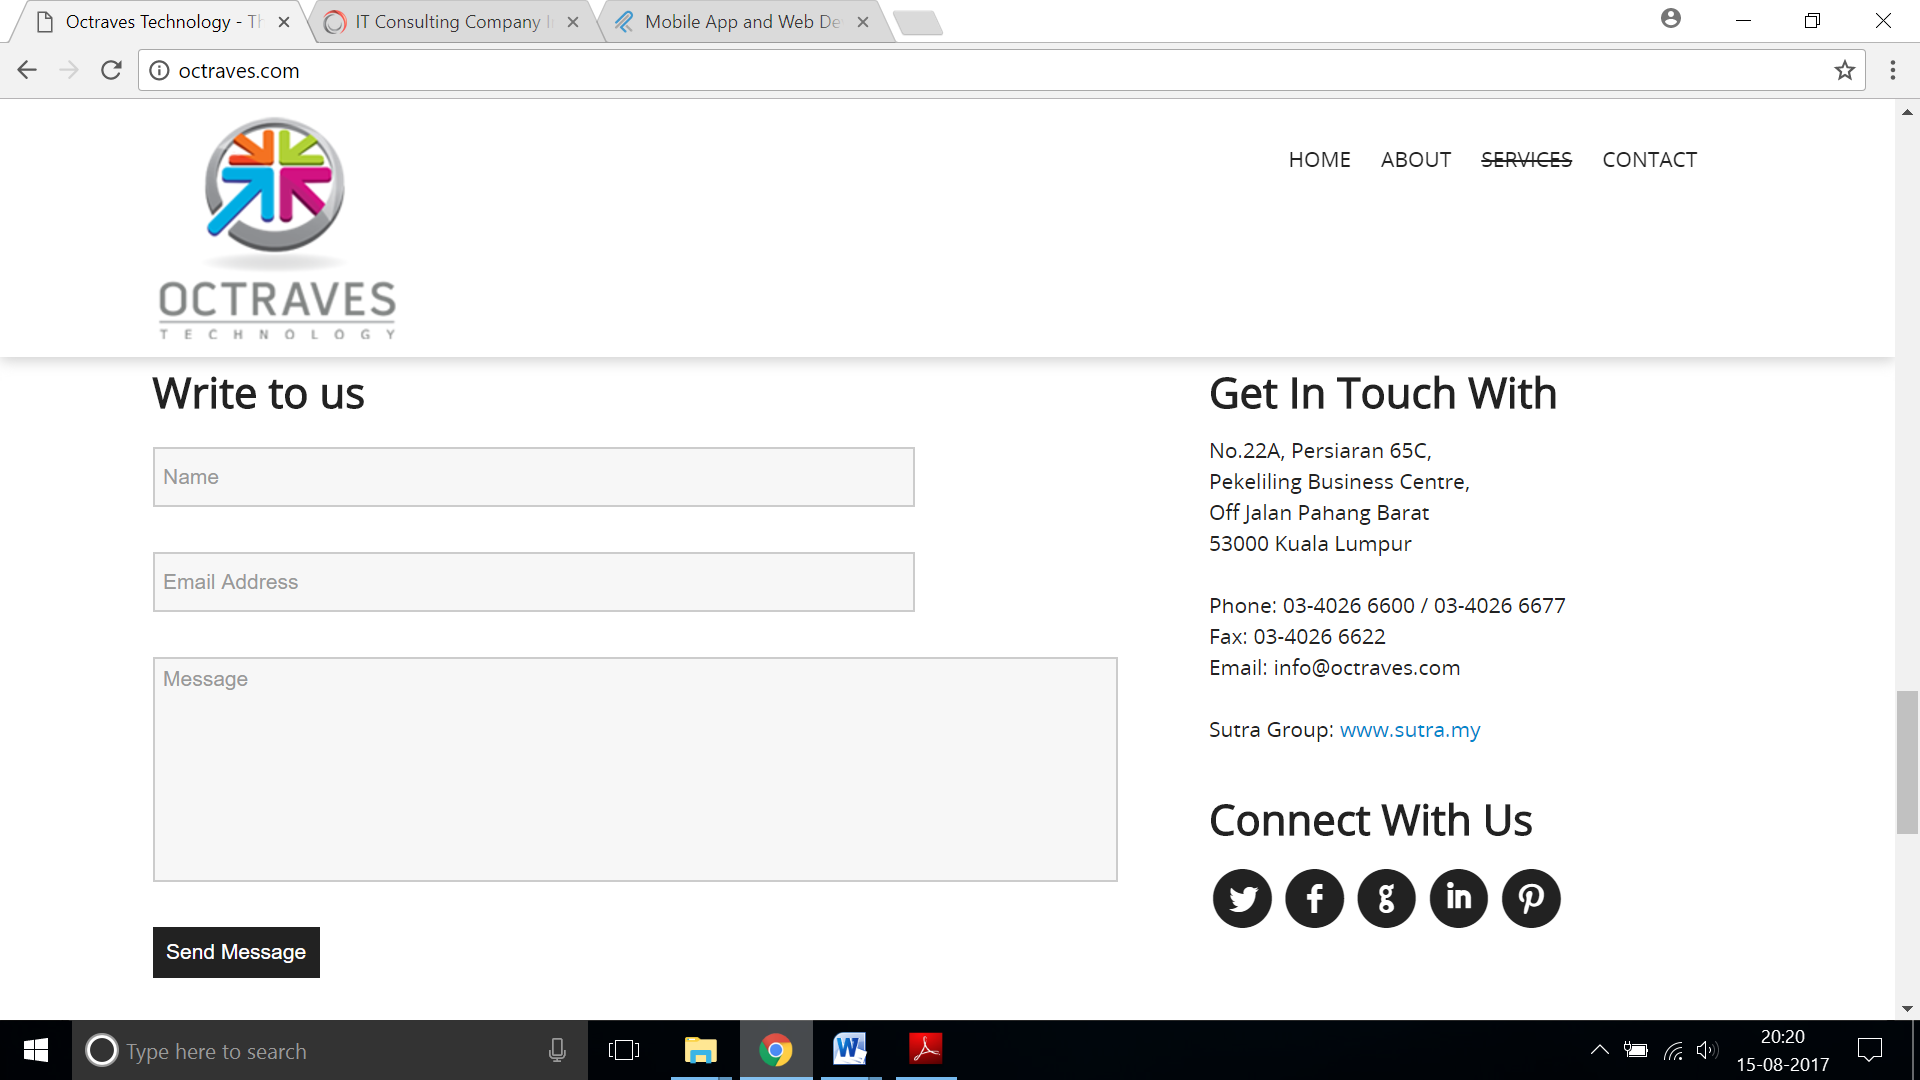 Octraves Technology - Th
IT Consulting Company I
Mobile App and Web De
octraves.com
OCTRAVES
TECHNOLOGY
HOME ABOUT SERVICES CONTACT
Write to us
Name
Email Address
Message
Send Message
Get In Touch With
No.22A, Persiaran 65C,
Pekeliling Business Centre,
Off Jalan Pahang Barat
53000 Kuala Lumpur
Phone: 03-4026 6600 / 03-4026 6677
Fax: 03-4026 6622
Email: info@octraves.com
Sutra Group: www.sutra.my
Connect With Us
Type here to search
20:20
15-08-2017